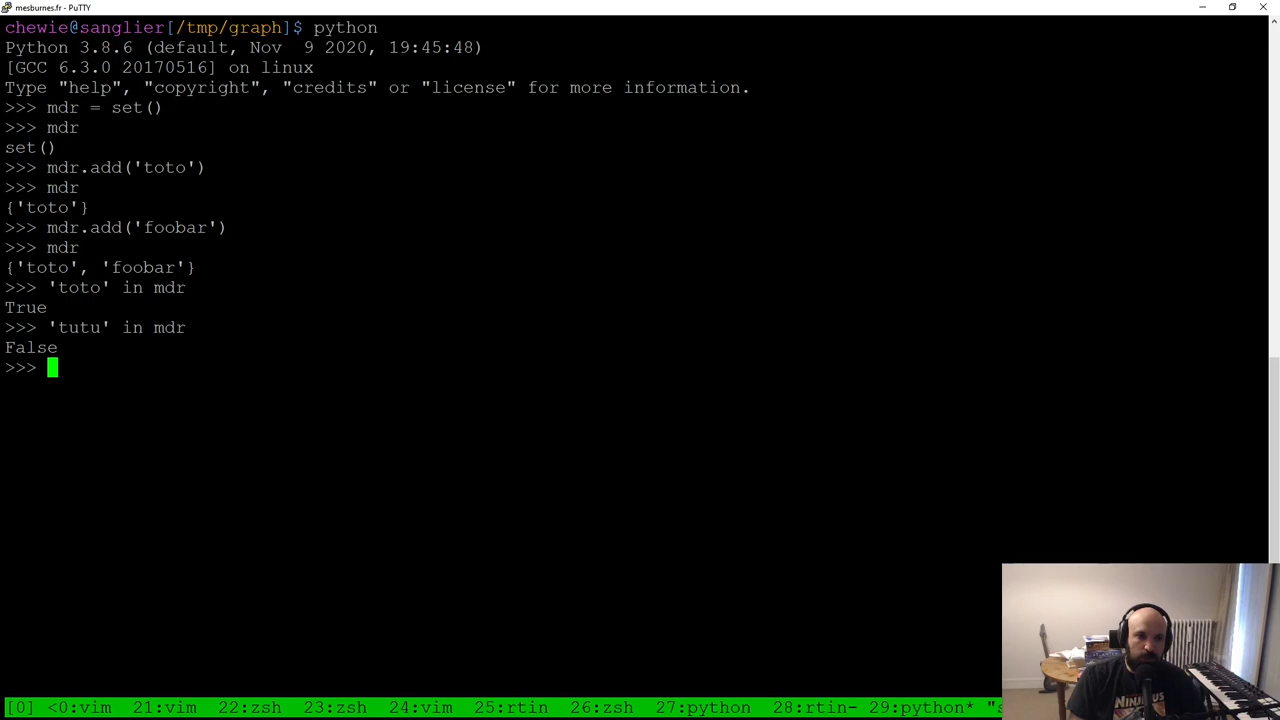 mesburnes.fr - PuTTY
chewie@sanglier[/tmp/graph]$ python
Python 3.8.6 (default, Nov  9 2020, 19:45:48)
[GCC 6.3.0 20170516] on linux
Type "help", "copyright", "credits" or "license" for more information.
>>> mdr = set()
>>> mdr
set()
>>> mdr.add('toto')
>>> mdr
{'toto'}
>>> mdr.add('foobar')
>>> mdr
{'toto', 'foobar'}
>>> 'toto' in mdr
True
>>> 'tutu' in mdr
False
>>>
[0] <0:vim  21:vim  22:zsh  23:zsh  24:vim  25:rtin  26:zsh  27:python  28:rtin- 29:python* "s